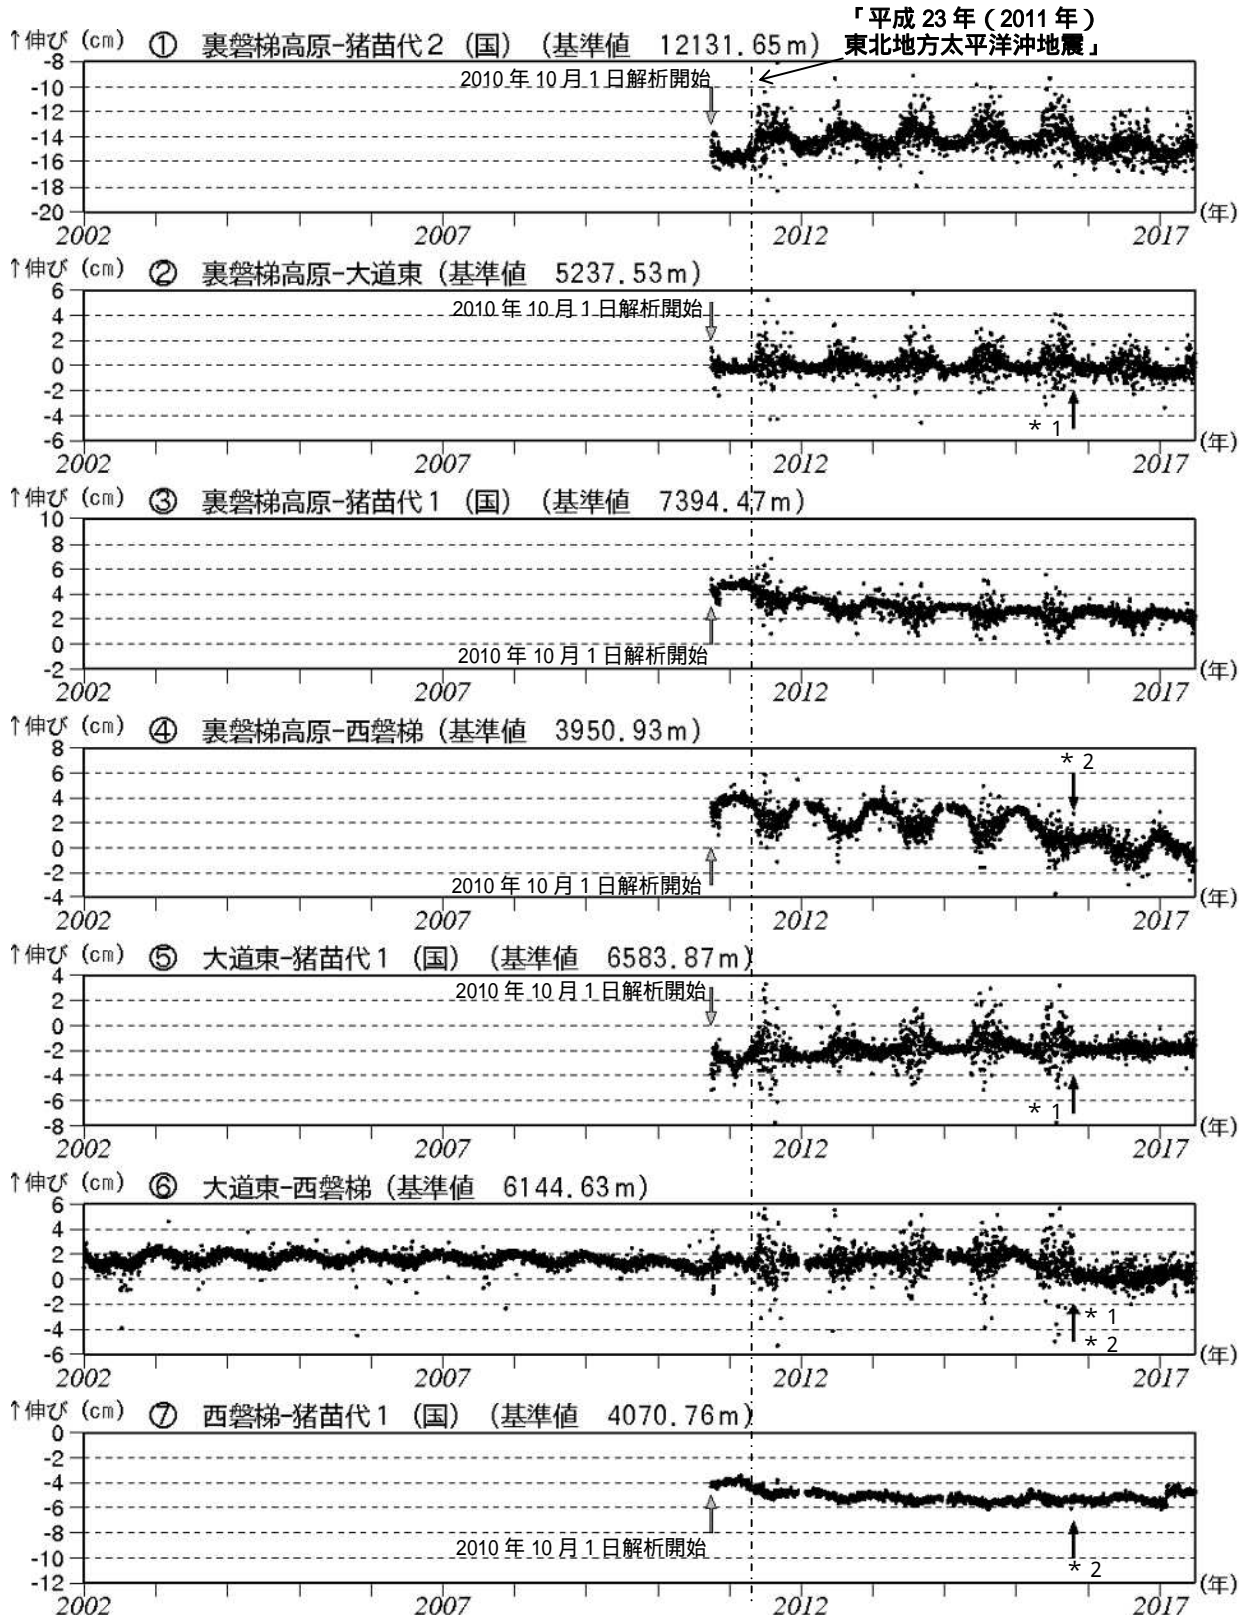 「平成 23 年（2011 年）
東北地方太平洋沖地震」
↑伸び (cm) ① 裏磐梯高原-猪苗代２（国）（基準値 12131.65m）
2010 年 10 月 1 日解析開始
-8
-10
-12
-14
-16
-18
-20
2002 2007 2012 2017 (年)
↑伸び (cm) ② 裏磐梯高原-大道東（基準値 5237.53m）
2010 年 10 月 1 日解析開始
6
4
2
0
-2
-4
-6
* 1
2002 2007 2012 2017 (年)
↑伸び (cm) ③ 裏磐梯高原-猪苗代１（国）（基準値 7394.47m）
10
8
6
4
2
0
-2
2010 年 10 月 1 日解析開始
2002 2007 2012 2017 (年)
↑伸び (cm) ④ 裏磐梯高原-西磐梯（基準値 3950.93m）
* 2
8
6
4
2
0
-2
-4
2010 年 10 月 1 日解析開始
2002 2007 2012 2017 (年)
↑伸び (cm) ⑤ 大道東-猪苗代１（国）（基準値 6583.87m）
2010 年 10 月 1 日解析開始
4
2
0
-2
-4
-6
-8
* 1
2002 2007 2012 2017 (年)
↑伸び (cm) ⑥ 大道東-西磐梯（基準値 6144.63m）
6
4
2
0
-2
-4
-6
* 1
* 2
2002 2007 2012 2017 (年)
↑伸び (cm) ⑦ 西磐梯-猪苗代１（国）（基準値 4070.76m）
0
-2
-4
-6
-8
-10
-12
2010 年 10 月 1 日解析開始
* 2
2002 2007 2012 2017 (年)